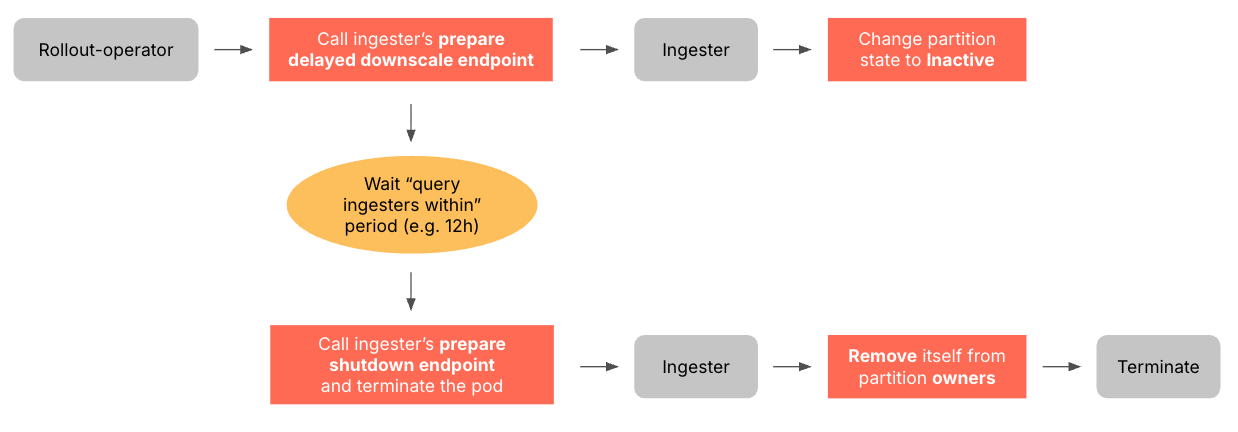 Rollout-operator
Call ingester’s prepare
delayed downscale endpoint
Ingester
Change partition
state to Inactive
Wait “query
ingesters within”
period (e.g. 12h)
Call ingester’s prepare
shutdown endpoint
and terminate the pod
Ingester
Remove itself from
partition owners
Terminate